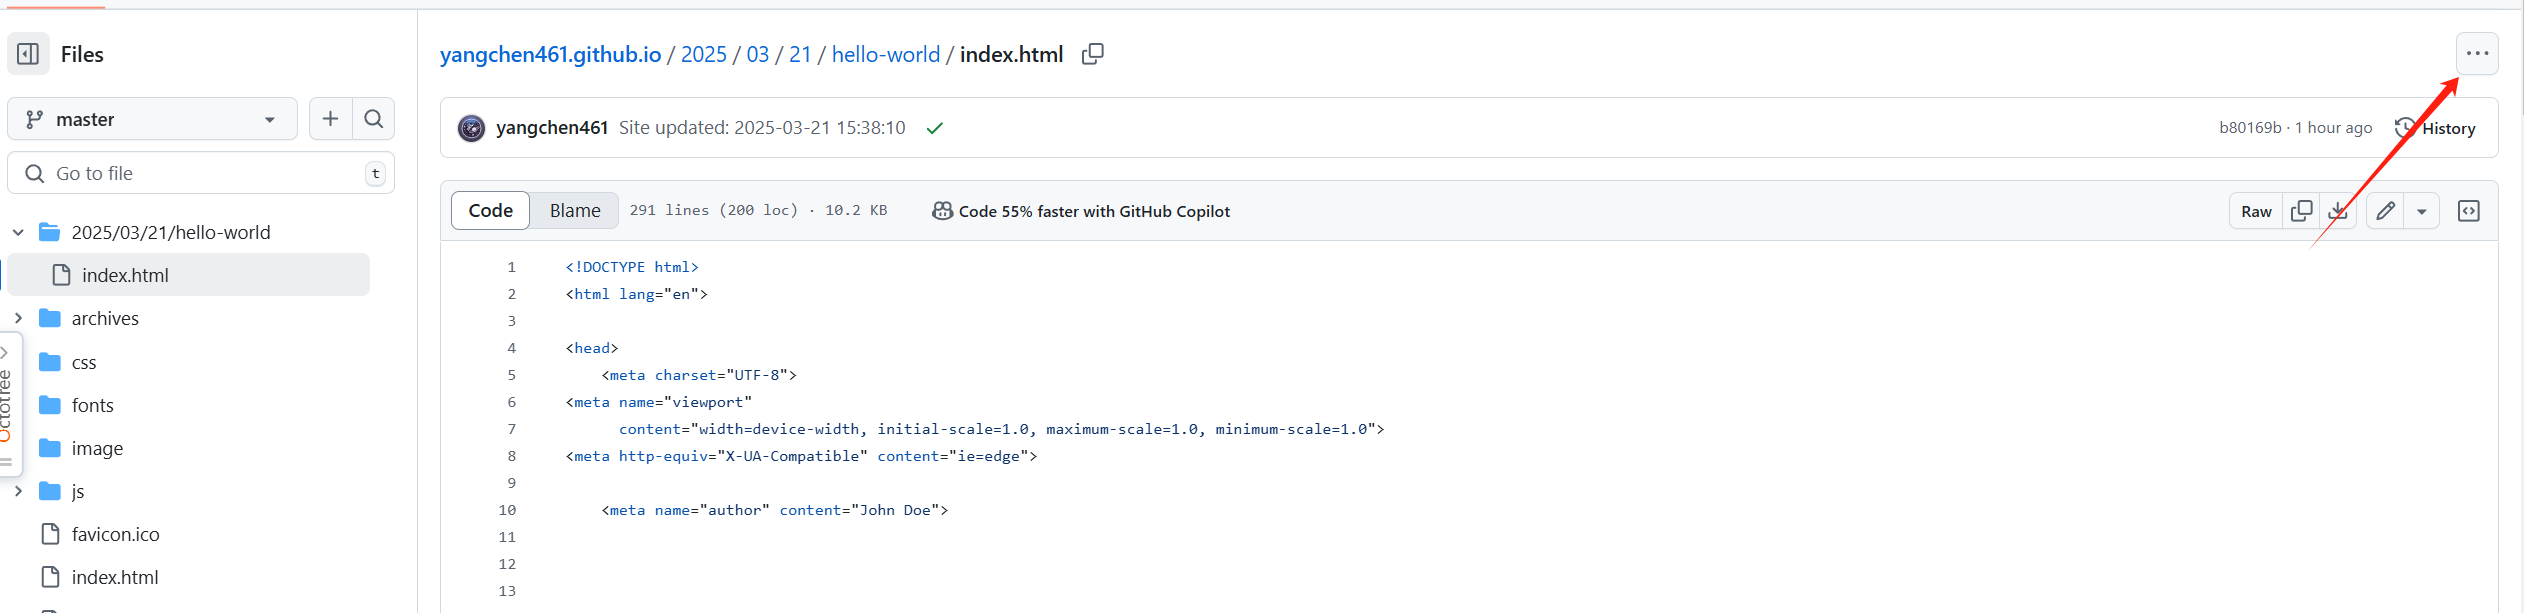 Files
master
Go to file
t
2025/03/21/hello-world
index.html
archives
css
fonts
image
js
favicon.ico
index.html
Octotree
yangchen461.github.io / 2025 / 03 / 21 / hello-world / index.html
yangchen461 Site updated: 2025-03-21 15:38:10
b80169b · 1 hour ago
History
Code
Blame
291 lines (200 loc) · 10.2 KB
Code 55% faster with GitHub Copilot
Raw
1 <!DOCTYPE html>
2 <html lang="en">
3
4 <head>
5 <meta charset="UTF-8">
6 <meta name="viewport"
7 content="width=device-width, initial-scale=1.0, maximum-scale=1.0, minimum-scale=1.0">
8 <meta http-equiv="X-UA-Compatible" content="ie=edge">
9
10 <meta name="author" content="John Doe">
11
12
13